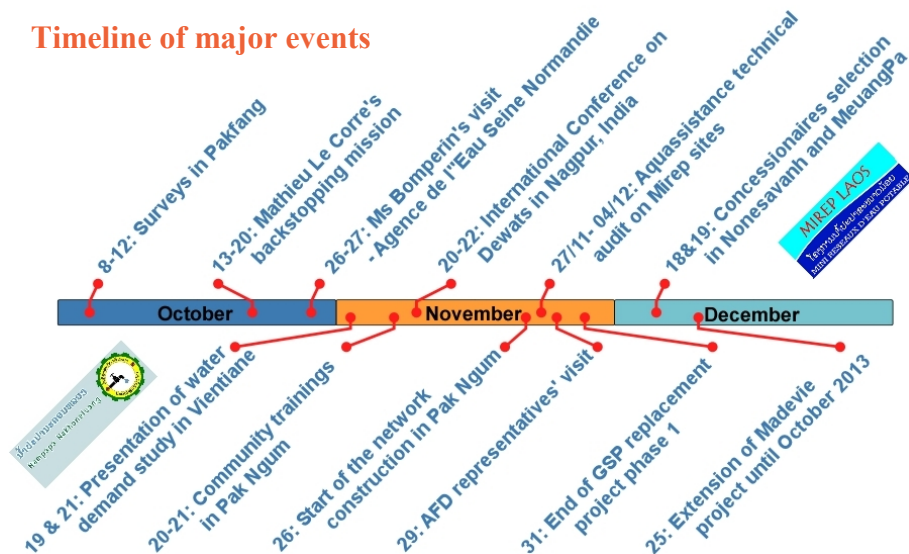 Timeline of major events
8-12: Surveys in Pakfang
13-20: Mathieu Le Corre's
backstopping mission
26-27: Ms Bomperin's visit
- Agence de l"Eau Seine Normandie
20-22: International Conference on
Dewats in Nagpur, India
27/11- 04/12: Aquassistance technical
audit on Mirep sites
18&19: Concessionaires selection
in Nonesavanh and MeuangPa
MIREP LAOS
MINI RESEAUX D'EAU POTABLE
October
November
December
19 & 21: Presentation of water
demand study in Vientiane
20-21: Community trainings
in Pak Ngum
26: Start of the network
construction in Pak Ngum
29: AFD representatives' visit
31: End of GSP replacement
project phase 1
25: Extension of Madevie
project until October 2013